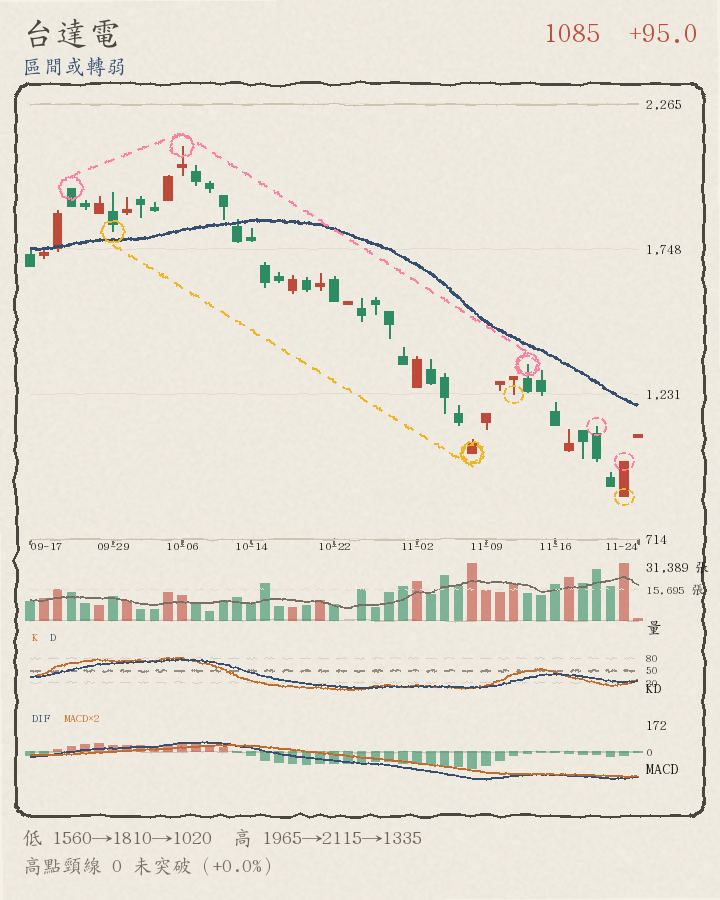 台達電
1085 +95.0
區間或轉弱
2,265
1,748
1,231
714
09-17 09-29 10-06 10-14 10-22 11-02 11-09 11-16 11-24
31,389 張
15,695 張
量
K D
80
50
20
KD
DIF MACD×2
172
0
MACD
低 1560→1810→1020 高 1965→2115→1335
高點頸線 0 未突破 (+0.0%)